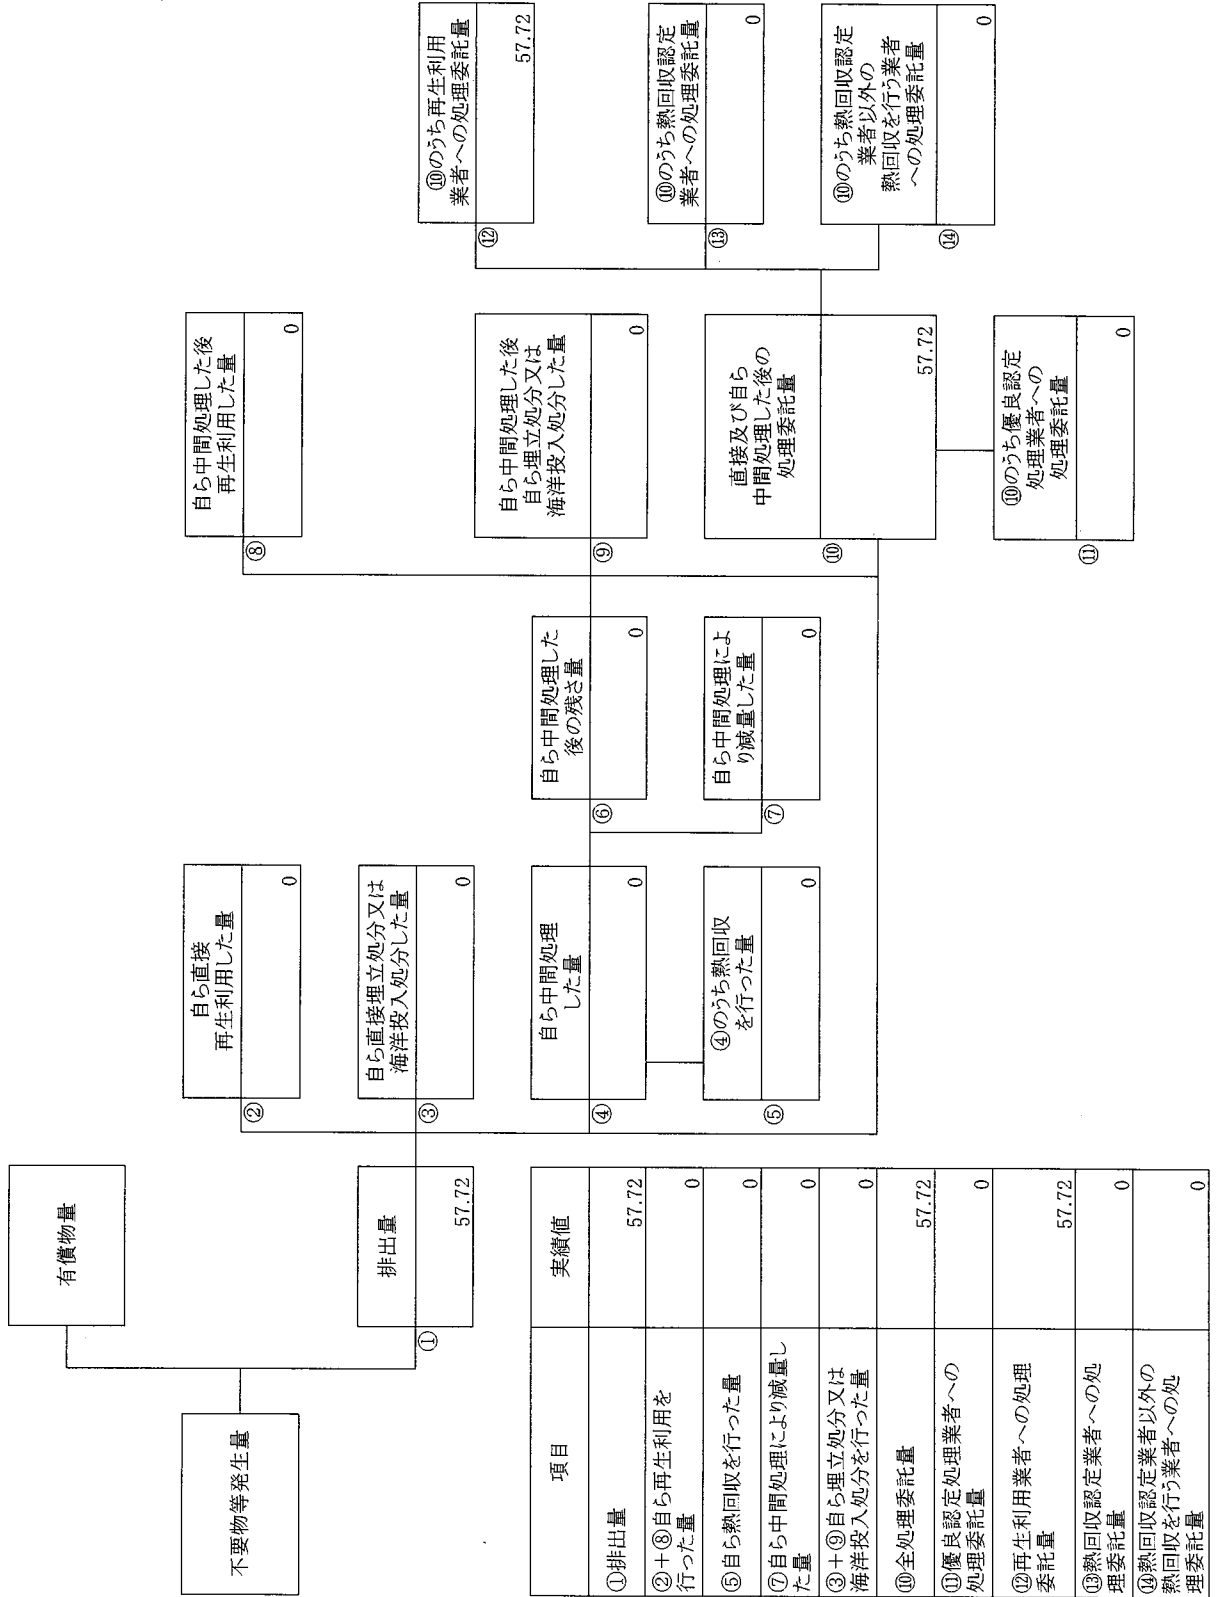 有償物量
不要物等発生量
①
排出量
57.72
②
自ら直接
再生利用した量
0
③
自ら直接埋立処分又は
海洋投入処分した量
0
④
自ら中間処理
した量
0
⑤
④のうち熱回収
を行った量
0
⑥
自ら中間処理した
後の残さ量
0
⑦
自ら中間処理によ
り減量した量
0
⑧
自ら中間処理した後
再生利用した量
0
⑨
自ら中間処理した後
自ら埋立処分又は
海洋投入処分した量
0
⑩
直接及び自ら
中間処理した後の
処理委託量
57.72
⑪
⑩のうち優良認定
処理業者への
処理委託量
0
⑫
⑩のうち再生利用
業者への処理委託量
57.72
⑬
⑩のうち熱回収認定
業者への処理委託量
0
⑭
⑩のうち熱回収認定
業者以外の
熱回収を行う業者
への処理委託量
0
項目 実績値
①排出量 57.72
②+⑧自ら再生利用を
行った量 0
⑤自ら熱回収を行った量 0
⑦自ら中間処理により減量し
た量 0
③+⑨自ら埋立処分又は
海洋投入処分を行った量 0
⑩全処理委託量 57.72
⑪優良認定処理業者への
処理委託量 0
⑫再生利用業者への処理
委託量 57.72
⑬熱回収認定業者への処
理委託量 0
⑭熱回収認定業者以外の
熱回収を行う業者への処
理委託量 0